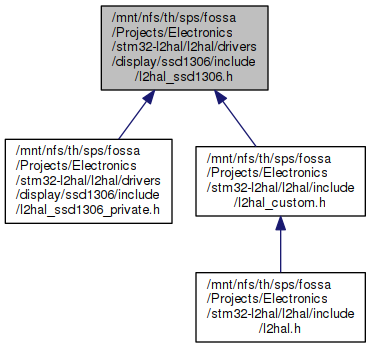 /mnt/nfs/th/sps/fossa
/Projects/Electronics
/stm32-l2hal/l2hal/drivers
/display/ssd1306/include
/l2hal_ssd1306.h
/mnt/nfs/th/sps/fossa
/Projects/Electronics
/stm32-l2hal/l2hal/drivers
/display/ssd1306/include
/l2hal_ssd1306_private.h
/mnt/nfs/th/sps/fossa
/Projects/Electronics
/stm32-l2hal/l2hal/include
/l2hal_custom.h
/mnt/nfs/th/sps/fossa
/Projects/Electronics
/stm32-l2hal/l2hal/include
/l2hal.h